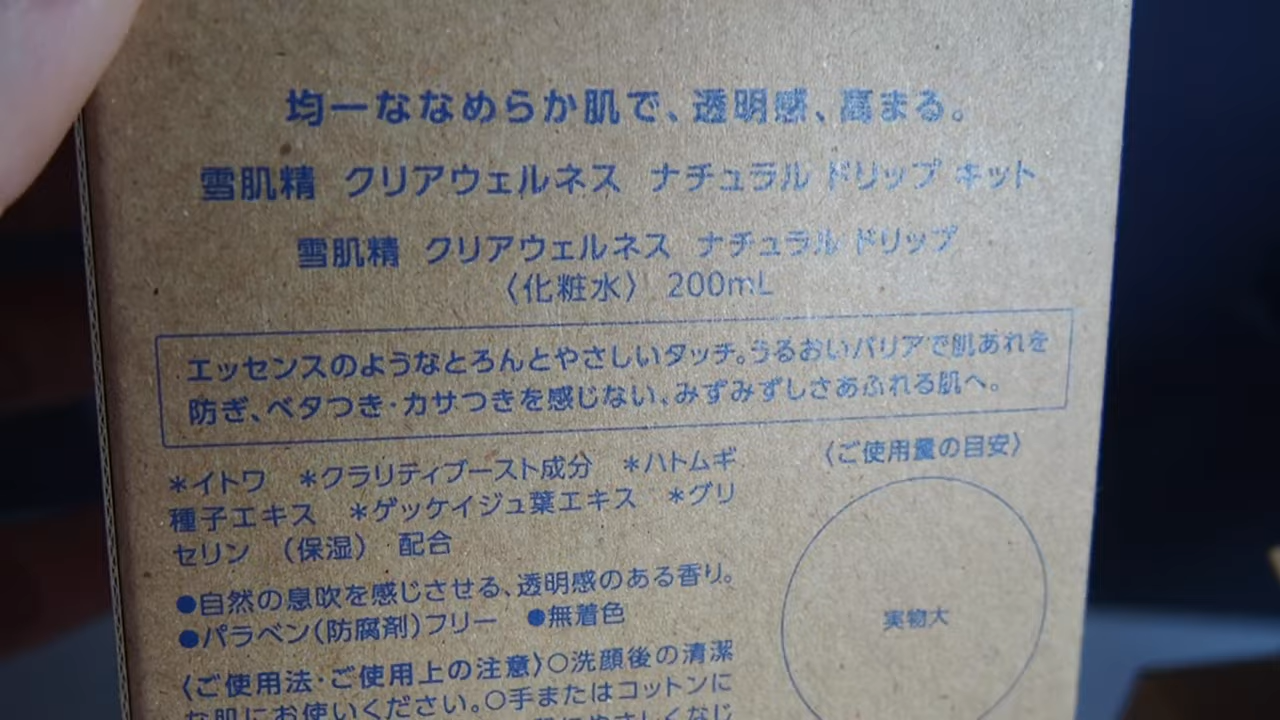 均一ななめらか肌で、透明感、高まる。
雪肌精 クリアウェルネス ナチュラル ドリップ キット
雪肌精 クリアウェルネス ナチュラル ドリップ
〈化粧水〉 200mL
エッセンスのようなとろんとやさしいタッチ。うるおいバリアで肌あれを
防ぎ、ベタつき・カサつきを感じない、みずみずしさあふれる肌へ。
〈ご使用量の目安〉
実物大
*イトワ *クラリティブースト成分 *ハトムギ
種子エキス *ゲッケイジュ葉エキス *グリ
セリン (保湿) 配合
●自然の息吹を感じさせる、透明感のある香り。
●パラベン(防腐剤)フリー ●無着色
〈ご使用法・ご使用上の注意〉○洗顔後の清潔
な肌にお使いください。○手またはコットンに
にやさしくなじ